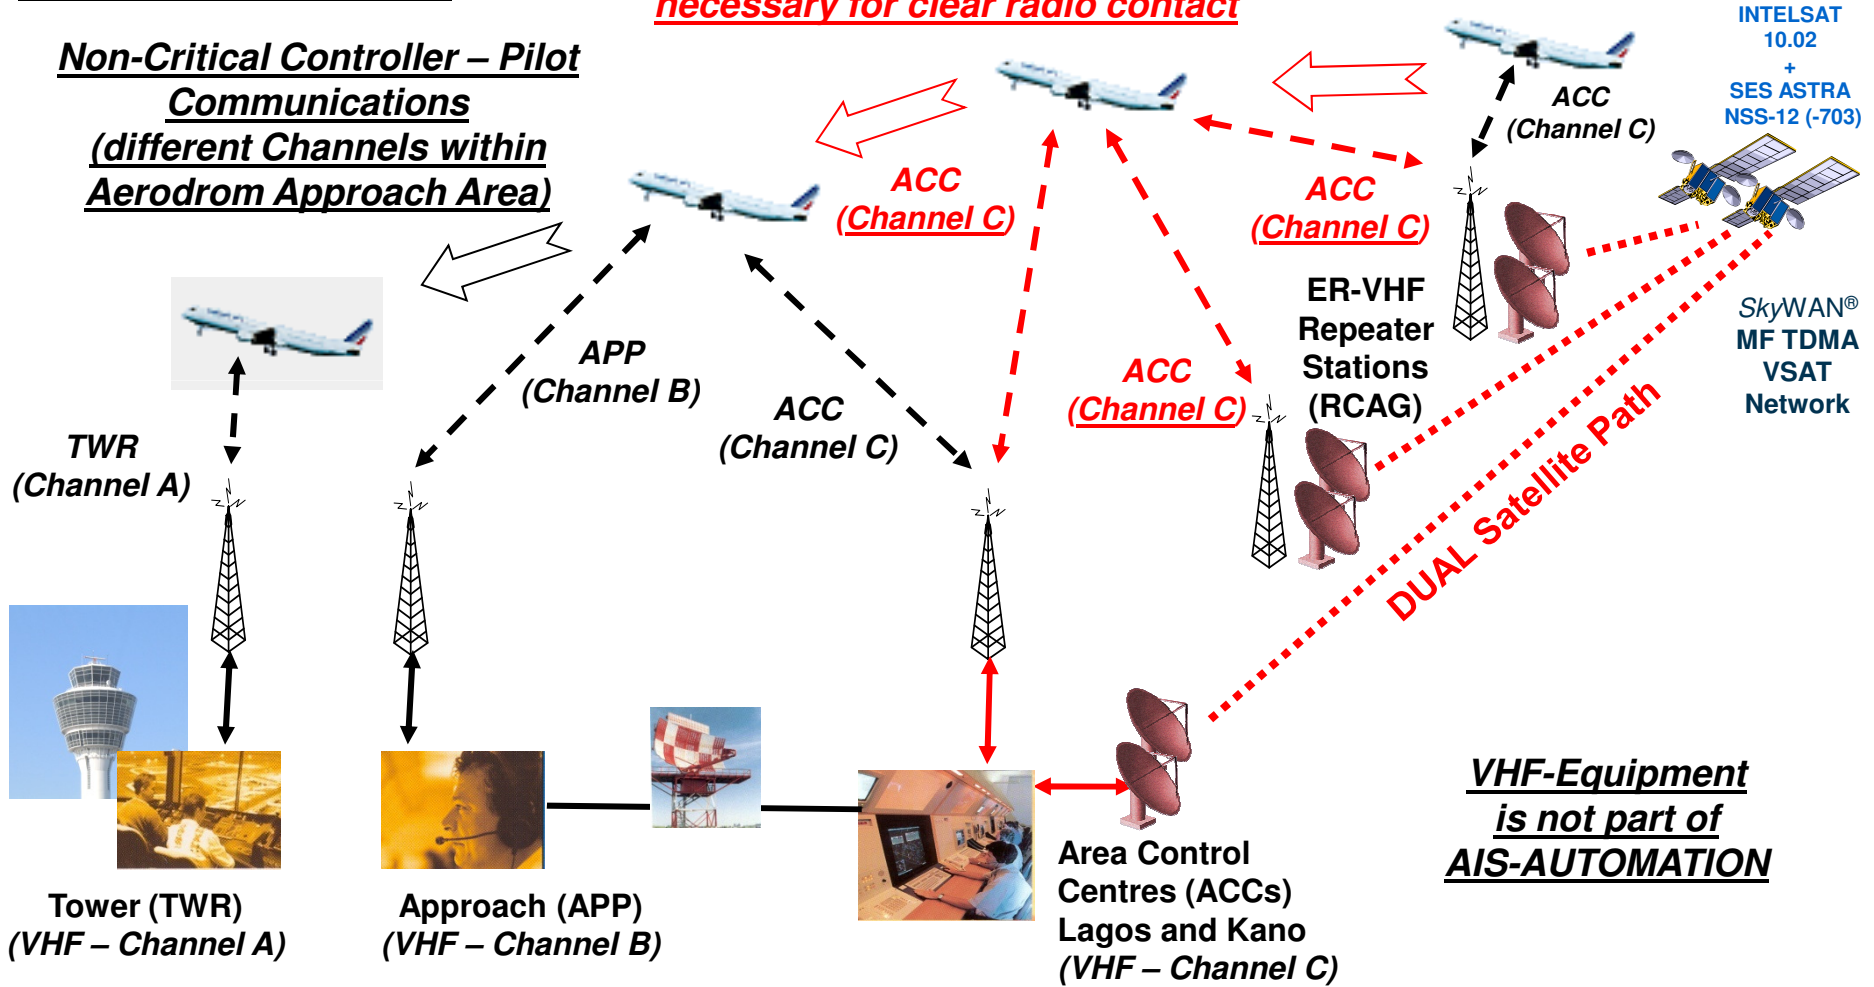 necessary for clear radio contact
Non-Critical Controller – Pilot
Communications
(different Channels within
Aerodrom Approach Area)
INTELSAT
10.02
+
SES ASTRA
NSS-12 (-703)
ACC
(Channel C)
ACC
(Channel C)
ACC
(Channel C)
ER-VHF
Repeater
Stations
(RCAG)
SkyWAN®
MF TDMA
VSAT
Network
APP
(Channel B)
ACC
(Channel C)
ACC
(Channel C)
TWR
(Channel A)
DUAL Satellite Path
VHF-Equipment
is not part of
AIS-AUTOMATION
Tower (TWR)
(VHF – Channel A)
Approach (APP)
(VHF – Channel B)
Area Control
Centres (ACCs)
Lagos and Kano
(VHF – Channel C)